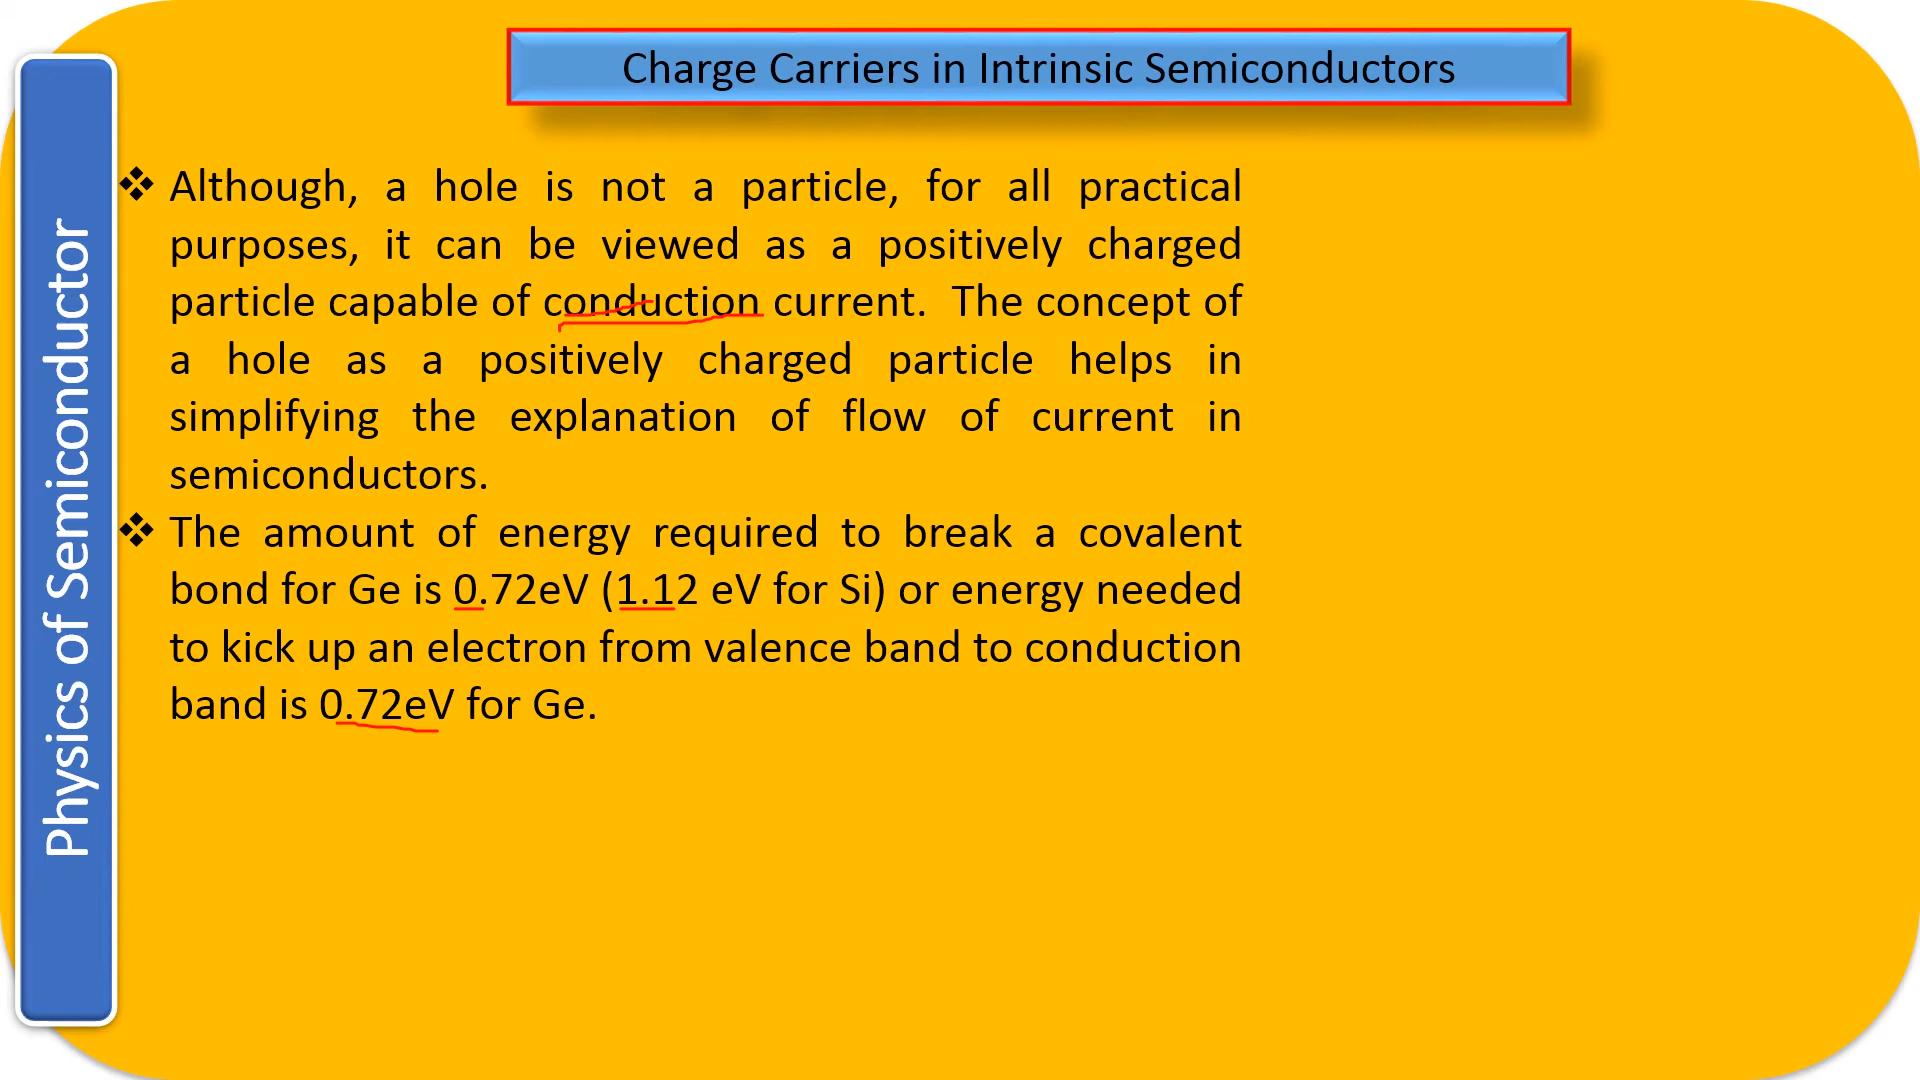 Charge Carriers in Intrinsic Semiconductors
Physics of Semiconductor
❖ Although, a hole is not a particle, for all practical
purposes, it can be viewed as a positively charged
particle capable of conduction current. The concept of
a hole as a positively charged particle helps in
simplifying the explanation of flow of current in
semiconductors.
❖ The amount of energy required to break a covalent
bond for Ge is 0.72eV (1.12 eV for Si) or energy needed
to kick up an electron from valence band to conduction
band is 0.72eV for Ge.